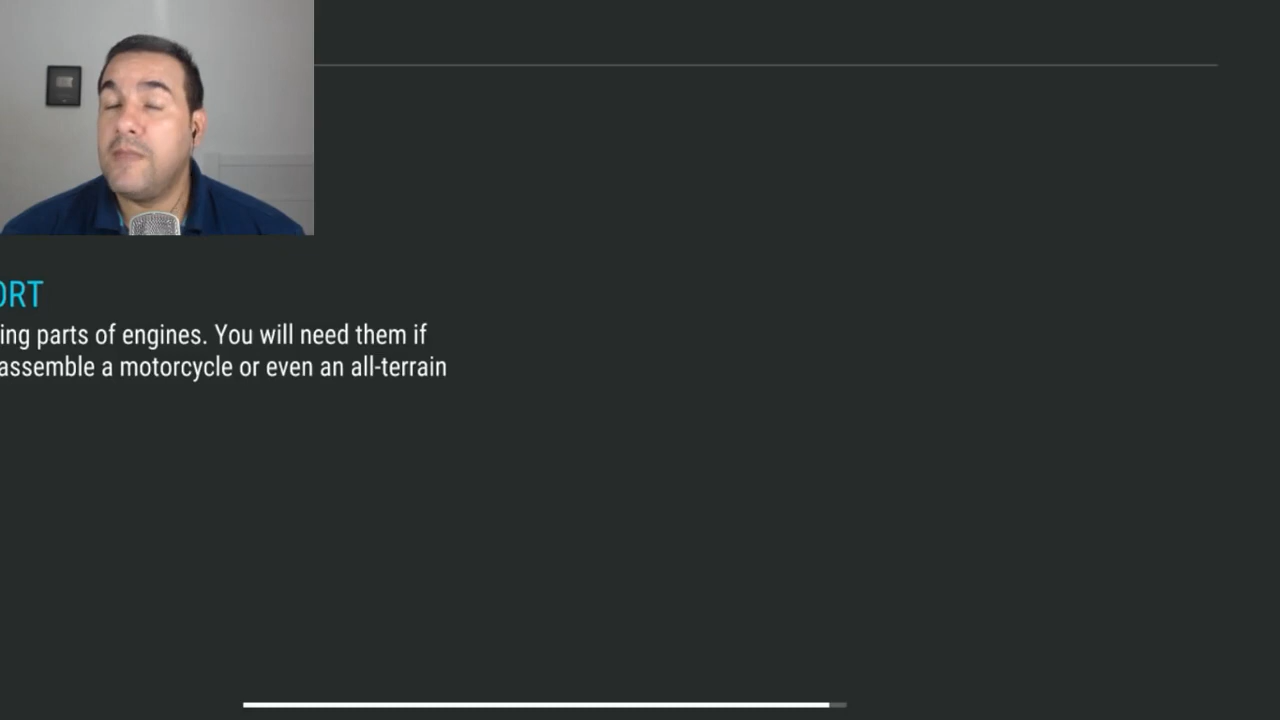 ORT
ing parts of engines. You will need them if
assemble a motorcycle or even an all-terrain